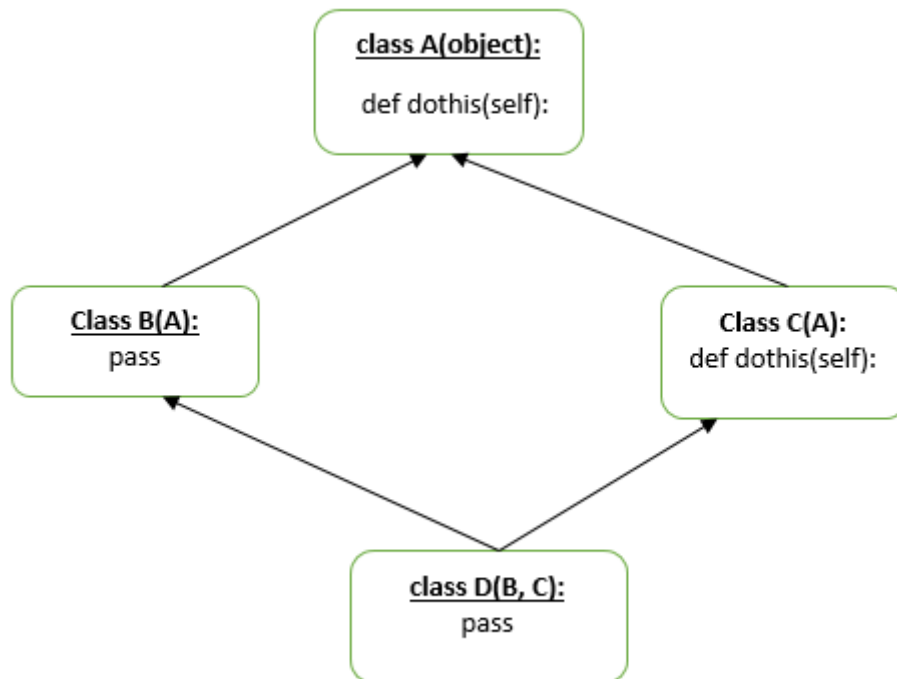 class A(object):
def dothis(self):
Class B(A):
pass
Class C(A):
def dothis(self):
class D(B, C):
pass